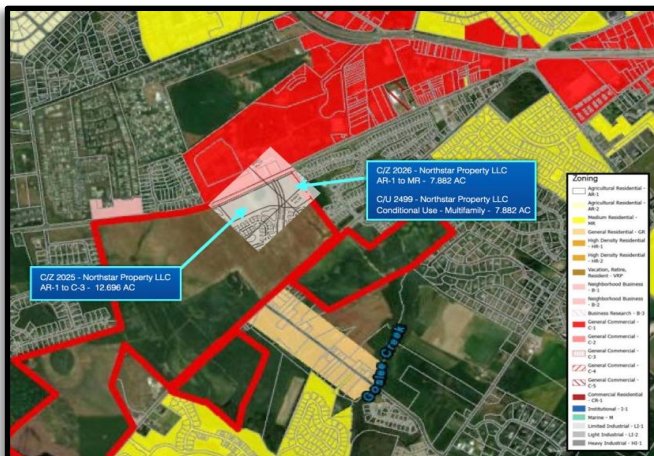 C/Z 2026 - Northstar Property LLC
AR-1 to MR - 7.882 AC
C/U 2499 - Northstar Property LLC
Conditional Use - Multifamily - 7.882 AC
C/Z 2025 - Northstar Property LLC
AR-1 to C-3 - 12.696 AC
Zoning
Agricultural Residential -
AR-1
Agricultural Residential -
AR-2
Medium Residential -
MR
General Residential - GR
High Density Residential
- HR-1
High Density Residential
- HR-2
Vacation, Retire,
Resident - VRP
Neighborhood Business
- B-1
Neighborhood Business
- B-2
Business Research - B-3
General Commercial -
C-1
General Commercial -
C-2
General Commercial -
C-3
General Commercial -
C-4
General Commercial -
C-5
Commercial Residential
- CR-1
Institutional - I-1
Marine - M
Limited Industrial - LI-1
Light Industrial - LI-2
Heavy Industrial - HI-1
Creek